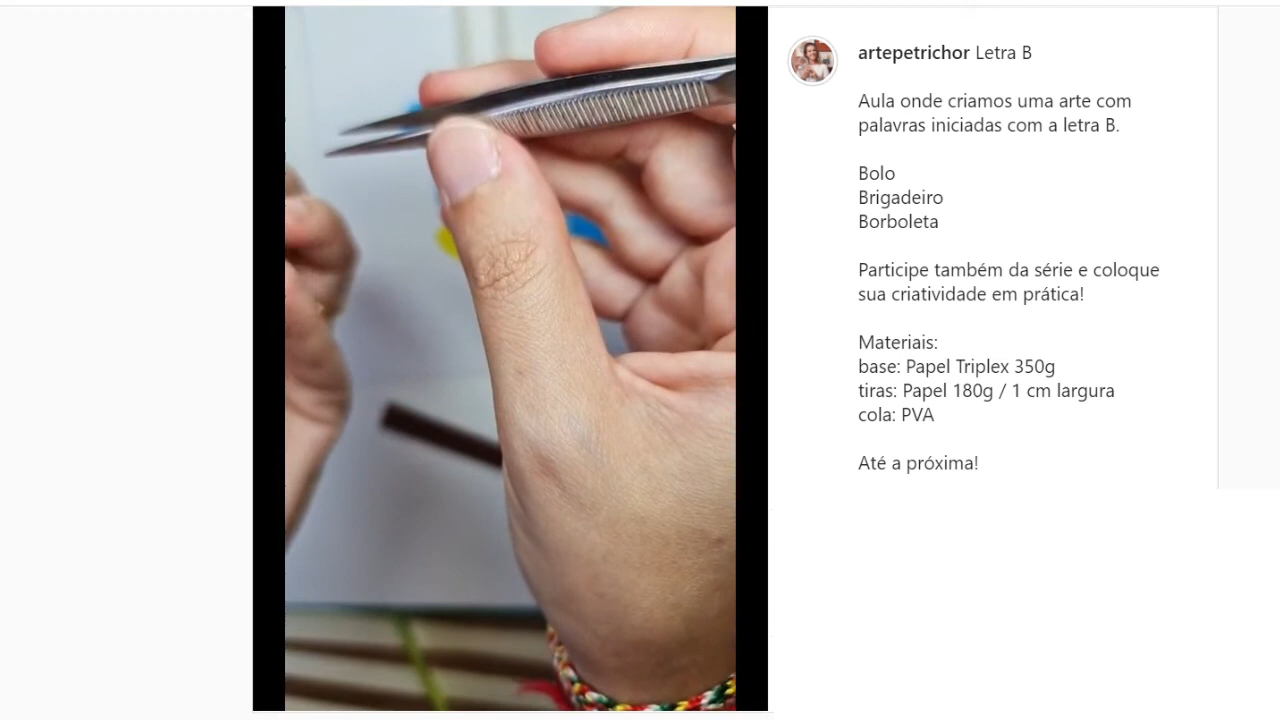 artepetrichor Letra B
Aula onde criamos uma arte com
palavras iniciadas com a letra B.
Bolo
Brigadeiro
Borboleta
Participe também da série e coloque
sua criatividade em prática!
Materiais:
base: Papel Triplex 350g
tiras: Papel 180g / 1 cm largura
cola: PVA
Até a próxima!